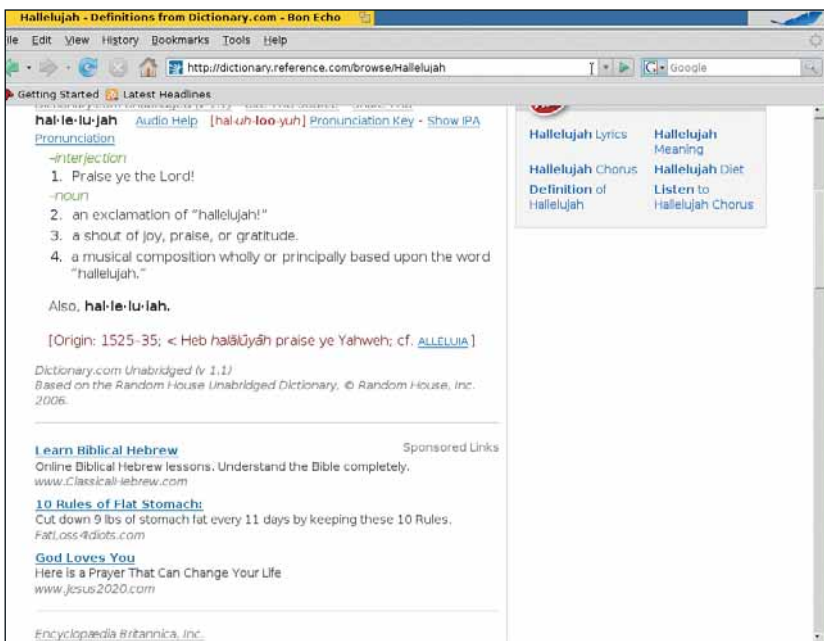 Hallelujah - Definitions from Dictionary.com - Bon Echo
ile Edit View History Bookmarks Tools Help
http://dictionary.reference.com/browse/Hallelujah
G Google
Getting Started Latest Headlines
hal·le·lu·jah Audio Help [hal-uh-loo-yuh] Pronunciation Key - Show IPA
Pronunciation
-interjection
1. Praise ye the Lord!
-noun
2. an exclamation of "hallelujah!"
3. a shout of joy, praise, or gratitude.
4. a musical composition wholly or principally based upon the word
"hallelujah."
Also, hal·le·lu·iah.
[Origin: 1525–35; < Heb halălūyāh praise ye Yahweh; cf. ALLELUIA ]
Dictionary.com Unabridged (v 1.1)
Based on the Random House Unabridged Dictionary, © Random House, Inc.
2006.
Sponsored Links
Learn Biblical Hebrew
Online Biblical Hebrew lessons. Understand the Bible completely.
www.ClassicalHebrew.com
10 Rules of Flat Stomach:
Cut down 9 lbs of stomach fat every 11 days by keeping these 10 Rules.
FatLoss4Idiots.com
God Loves You
Here is a Prayer That Can Change Your Life
www.Jesus2020.com
Encyclopædia Britannica, Inc.
Hallelujah Lyrics
Hallelujah Meaning
Hallelujah Chorus
Hallelujah Diet
Definition of Hallelujah
Listen to Hallelujah Chorus